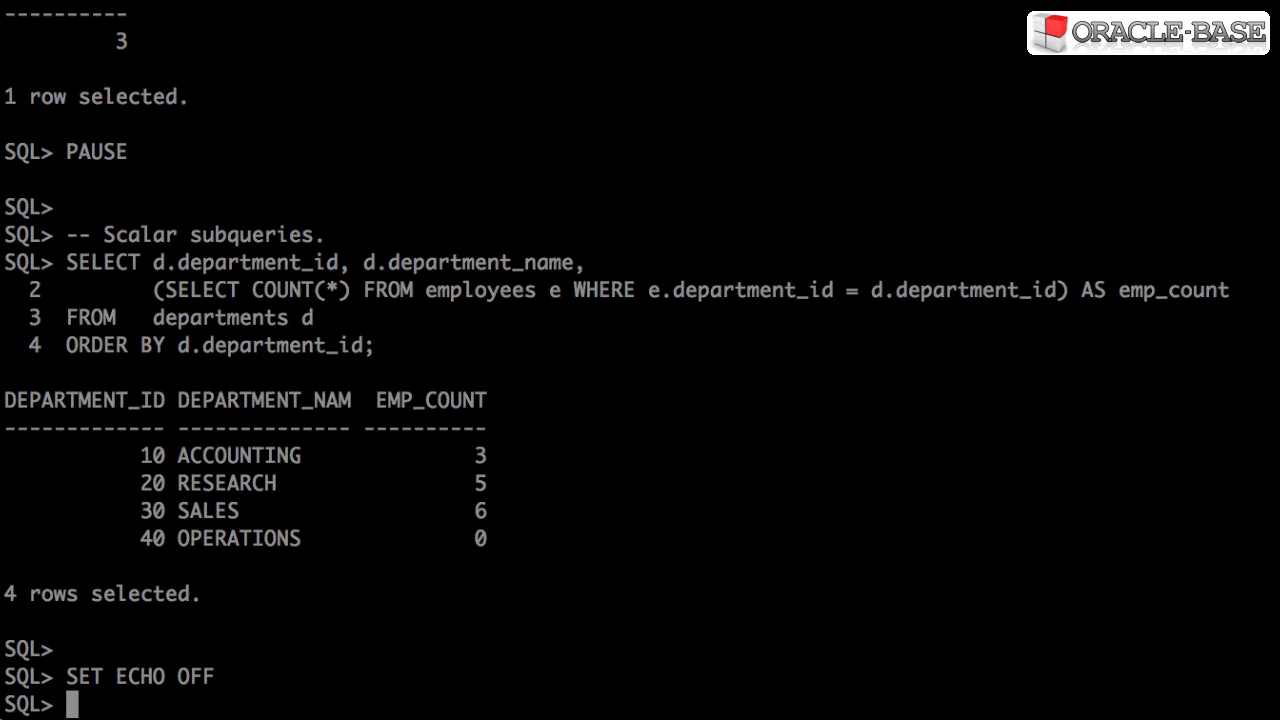 ----------
         3
ORACLE-BASE

1 row selected.

SQL> PAUSE

SQL>
SQL> -- Scalar subqueries.
SQL> SELECT d.department_id, d.department_name,
  2         (SELECT COUNT(*) FROM employees e WHERE e.department_id = d.department_id) AS emp_count
  3  FROM   departments d
  4  ORDER BY d.department_id;

DEPARTMENT_ID DEPARTMENT_NAM  EMP_COUNT
------------- -------------- ----------
           10 ACCOUNTING              3
           20 RESEARCH                5
           30 SALES                   6
           40 OPERATIONS              0

4 rows selected.

SQL>
SQL> SET ECHO OFF
SQL>